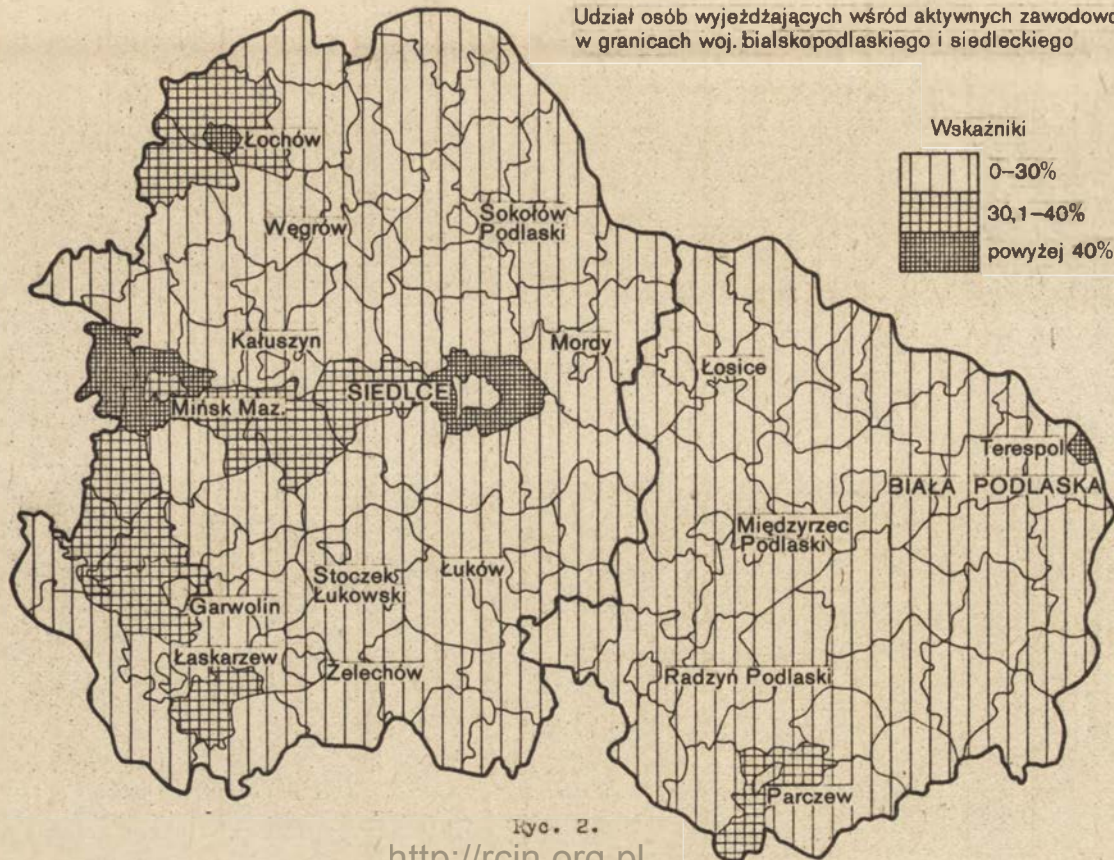 Udział osób wyjeżdżających wśród aktywnych zawodowo
w granicach woj. bialskopodlaskiego i siedleckiego
Wskaźniki
0-30%
30,1-40%
powyżej 40%
Łochów
Węgrów
Sokołów
Podlaski
Kałuszyn
Mordy
Łosice
SIEDLCE
Mińsk Maz.
Terespol
BIAŁA PODLASKA
Międzyrzec
Podlaski
Stoczek
Łukowski
Łuków
Garwolin
Łaskarzew
Żelechów
Radzyń Podlaski
Parczew
Ryc. 2.
http://rcin.org.pl